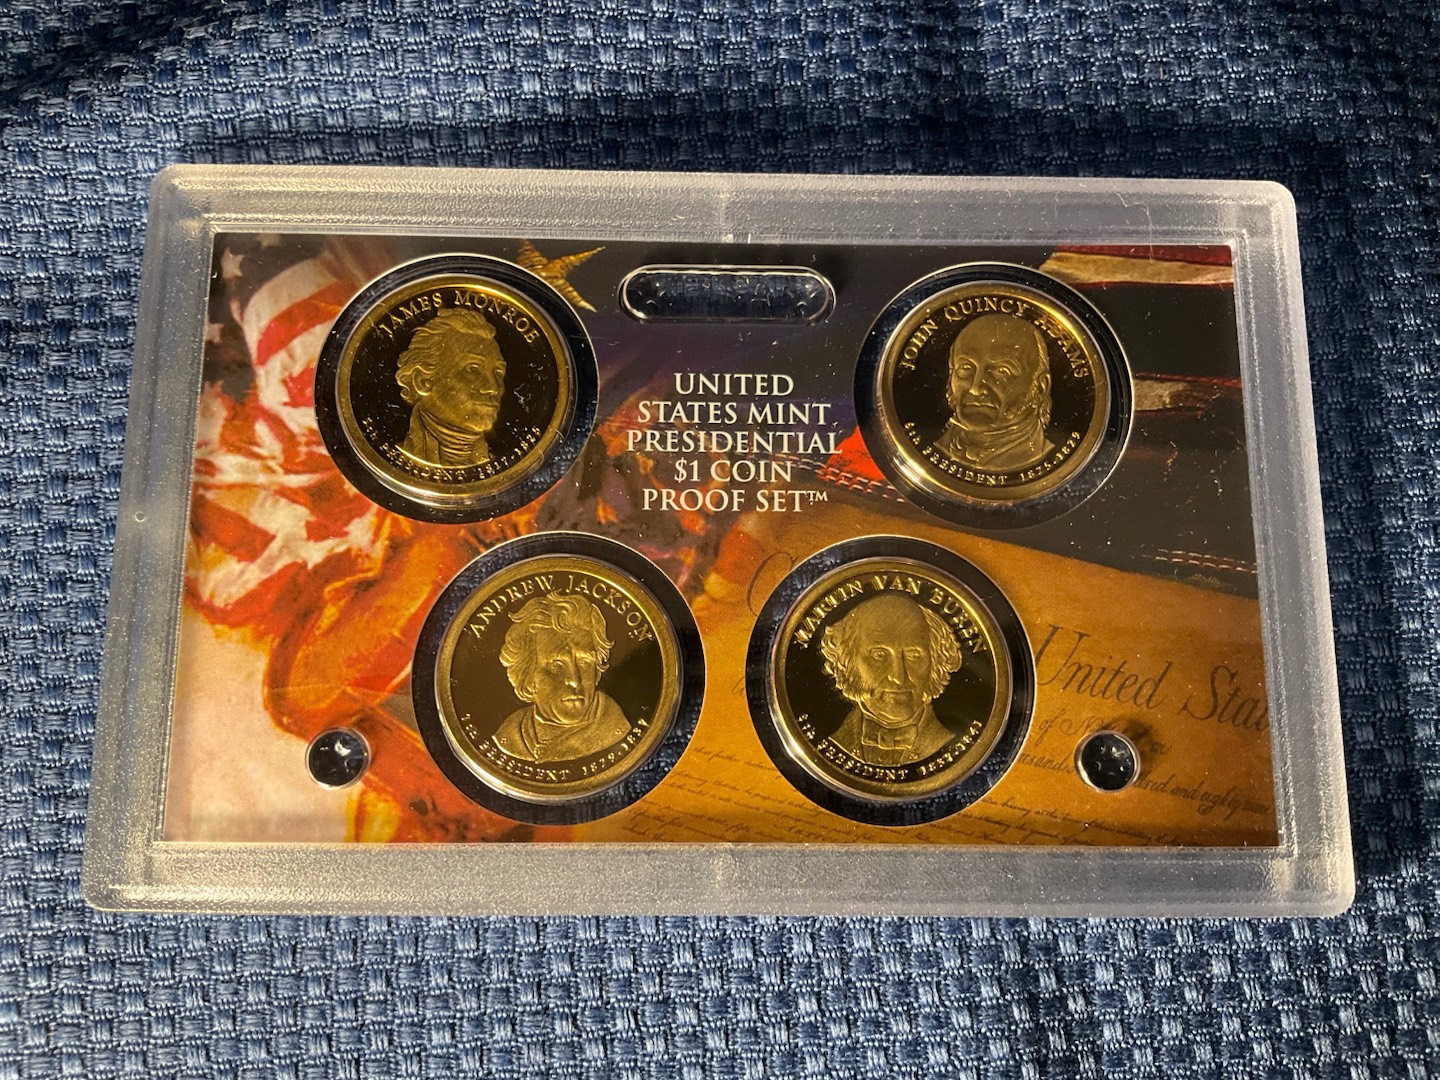 JAMES MONROE
5th PRESIDENT 1817-1825
UNITED
STATES MINT
PRESIDENTIAL
$1 COIN
PROOF SET™
JOHN QUINCY ADAMS
6th PRESIDENT 1825-1829
ANDREW JACKSON
7th PRESIDENT 1829-1837
MARTIN VAN BUREN
8th PRESIDENT 1837-1841
United Sta
of